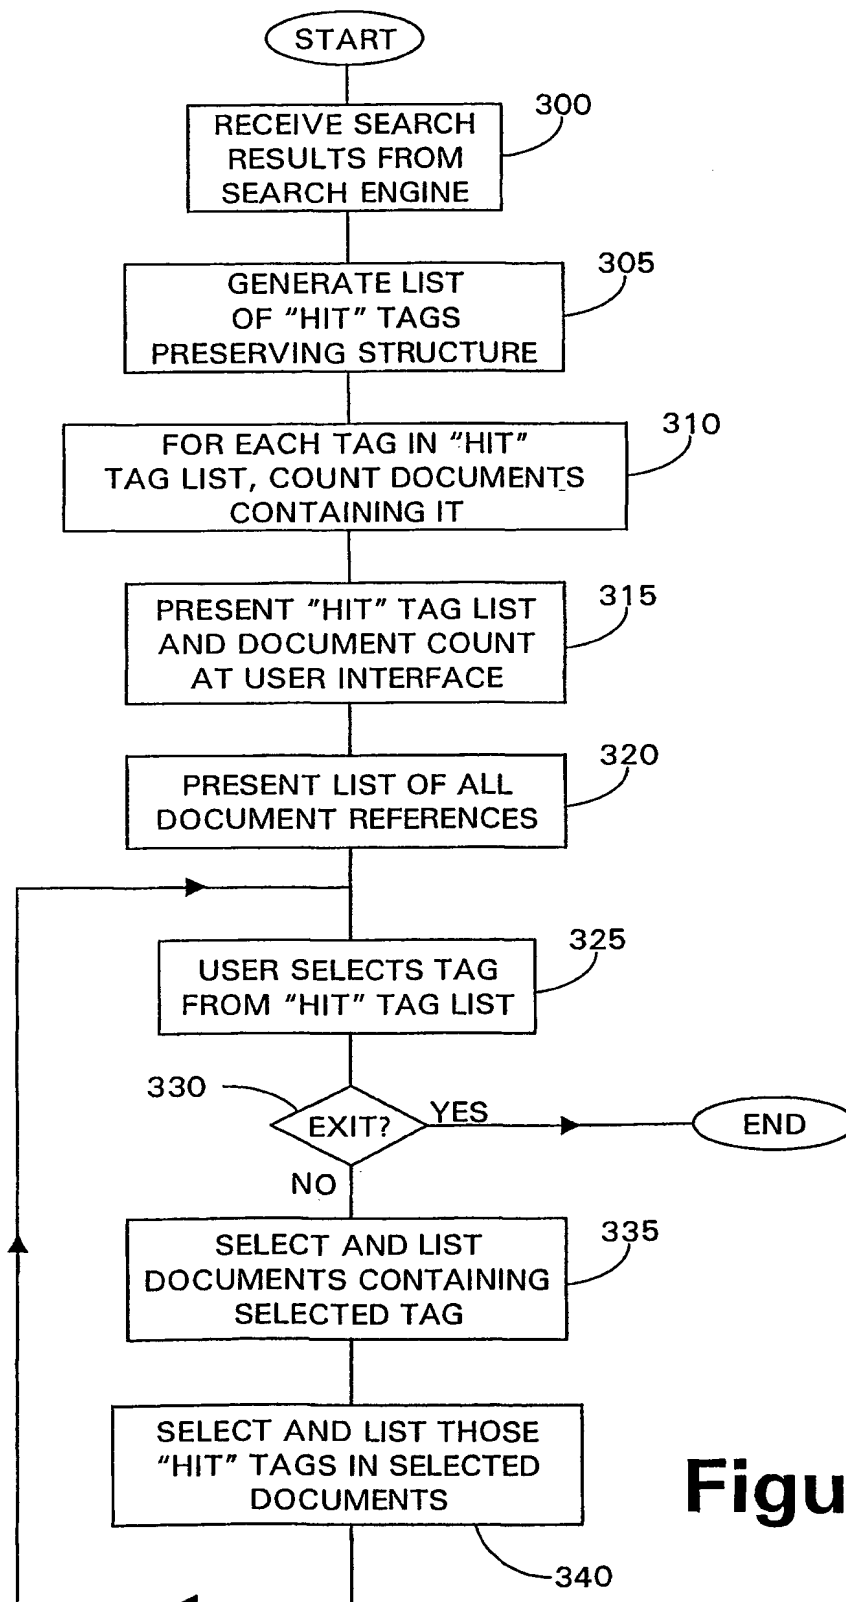 START
300
RECEIVE SEARCH
RESULTS FROM
SEARCH ENGINE
305
GENERATE LIST
OF "HIT" TAGS
PRESERVING STRUCTURE
310
FOR EACH TAG IN "HIT"
TAG LIST, COUNT DOCUMENTS
CONTAINING IT
315
PRESENT "HIT" TAG LIST
AND DOCUMENT COUNT
AT USER INTERFACE
320
PRESENT LIST OF ALL
DOCUMENT REFERENCES
325
USER SELECTS TAG
FROM "HIT" TAG LIST
330
EXIT?
YES
END
NO
335
SELECT AND LIST
DOCUMENTS CONTAINING
SELECTED TAG
SELECT AND LIST THOSE
"HIT" TAGS IN SELECTED
DOCUMENTS
Figu
340